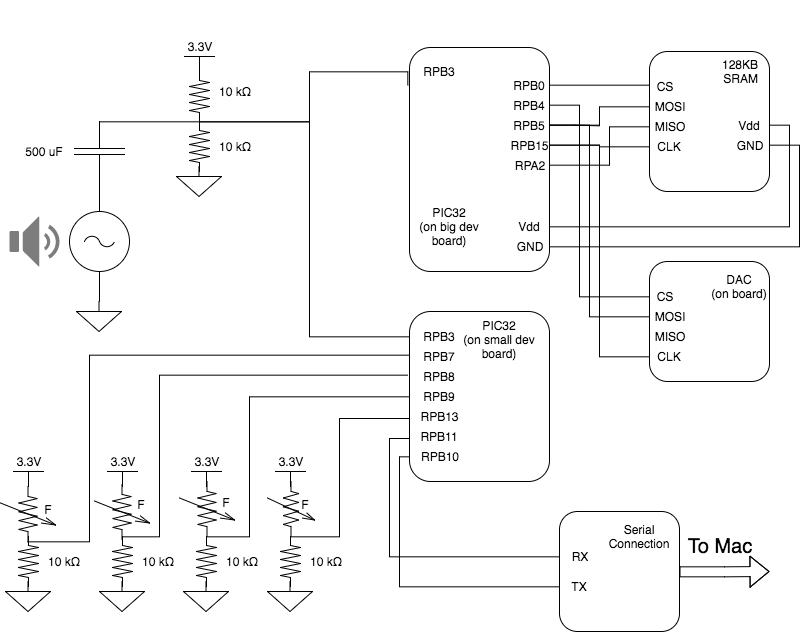 3.3V
10 kΩ
10 kΩ
500 uF
RPB3
RPB0
RPB4
RPB5
RPB15
RPA2
PIC32
(on big dev
board)
Vdd
GND
128KB
SRAM
CS
MOSI
MISO
CLK
Vdd
GND
DAC
(on board)
CS
MOSI
MISO
CLK
PIC32
(on small dev
board)
RPB3
RPB7
RPB8
RPB9
RPB13
RPB11
RPB10
3.3V
3.3V
3.3V
3.3V
F
F
F
F
10 kΩ
10 kΩ
10 kΩ
10 kΩ
Serial
Connection
RX
TX
To Mac